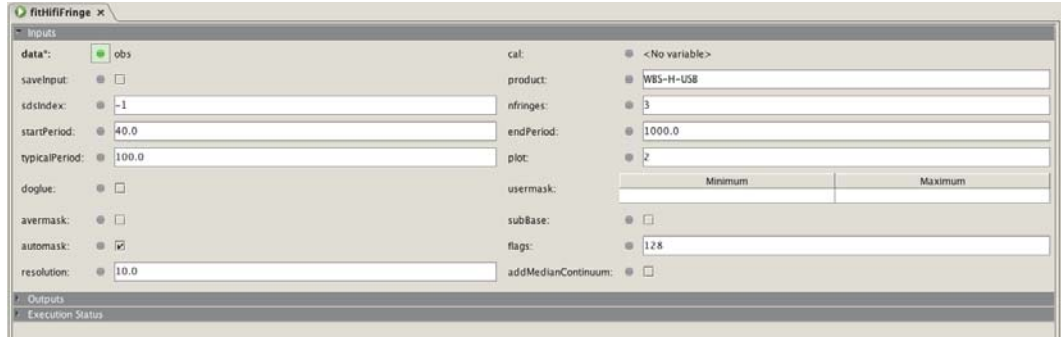 fitHifiFringe ×
Inputs
data*: obs cal: <No variable>
saveInput: product: WBS-H-USB
sdsIndex: -1 nfringes: 3
startPeriod: 40.0 endPeriod: 1000.0
typicalPeriod: 100.0 plot: 2
doglue: usermask: Minimum Maximum
avermask: subBase:
automask: flags: 128
resolution: 10.0 addMedianContinuum:
Outputs
Execution Status